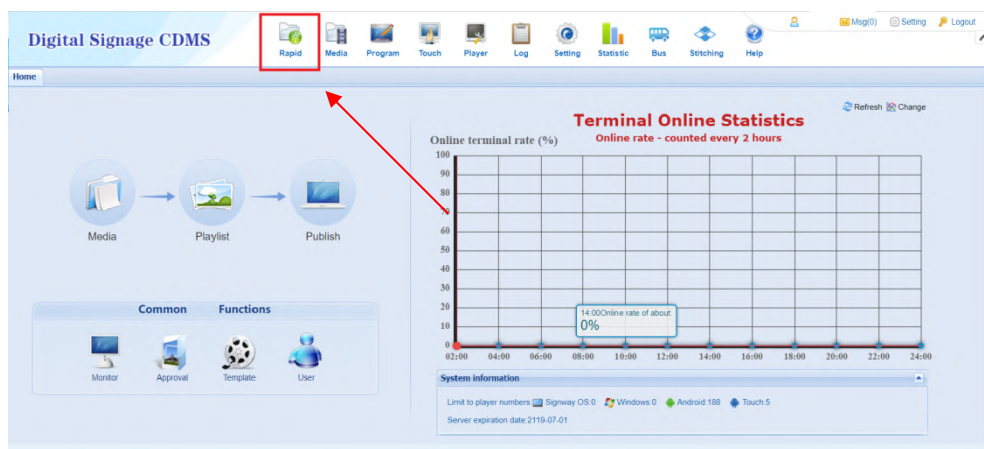 Msg(0) Setting Logout
Digital Signage CDMS
Rapid Media Program Touch Player Log Setting Statistic Bus Stitching Help
Home
Refresh Change
Terminal Online Statistics
Online terminal rate (%) Online rate - counted every 2 hours
100
90
80
70
60
50
40
30
20
10
0
14:00Online rate of about:
0%
02:00 04:00 06:00 08:00 10:00 12:00 14:00 16:00 18:00 20:00 22:00 24:00
Media Playlist Publish
Common Functions
Monitor Approval Template User
System information
Limit to player numbers: Signway OS:0 Windows:0 Android:188 Touch:5
Server expiration date:2119-07-01